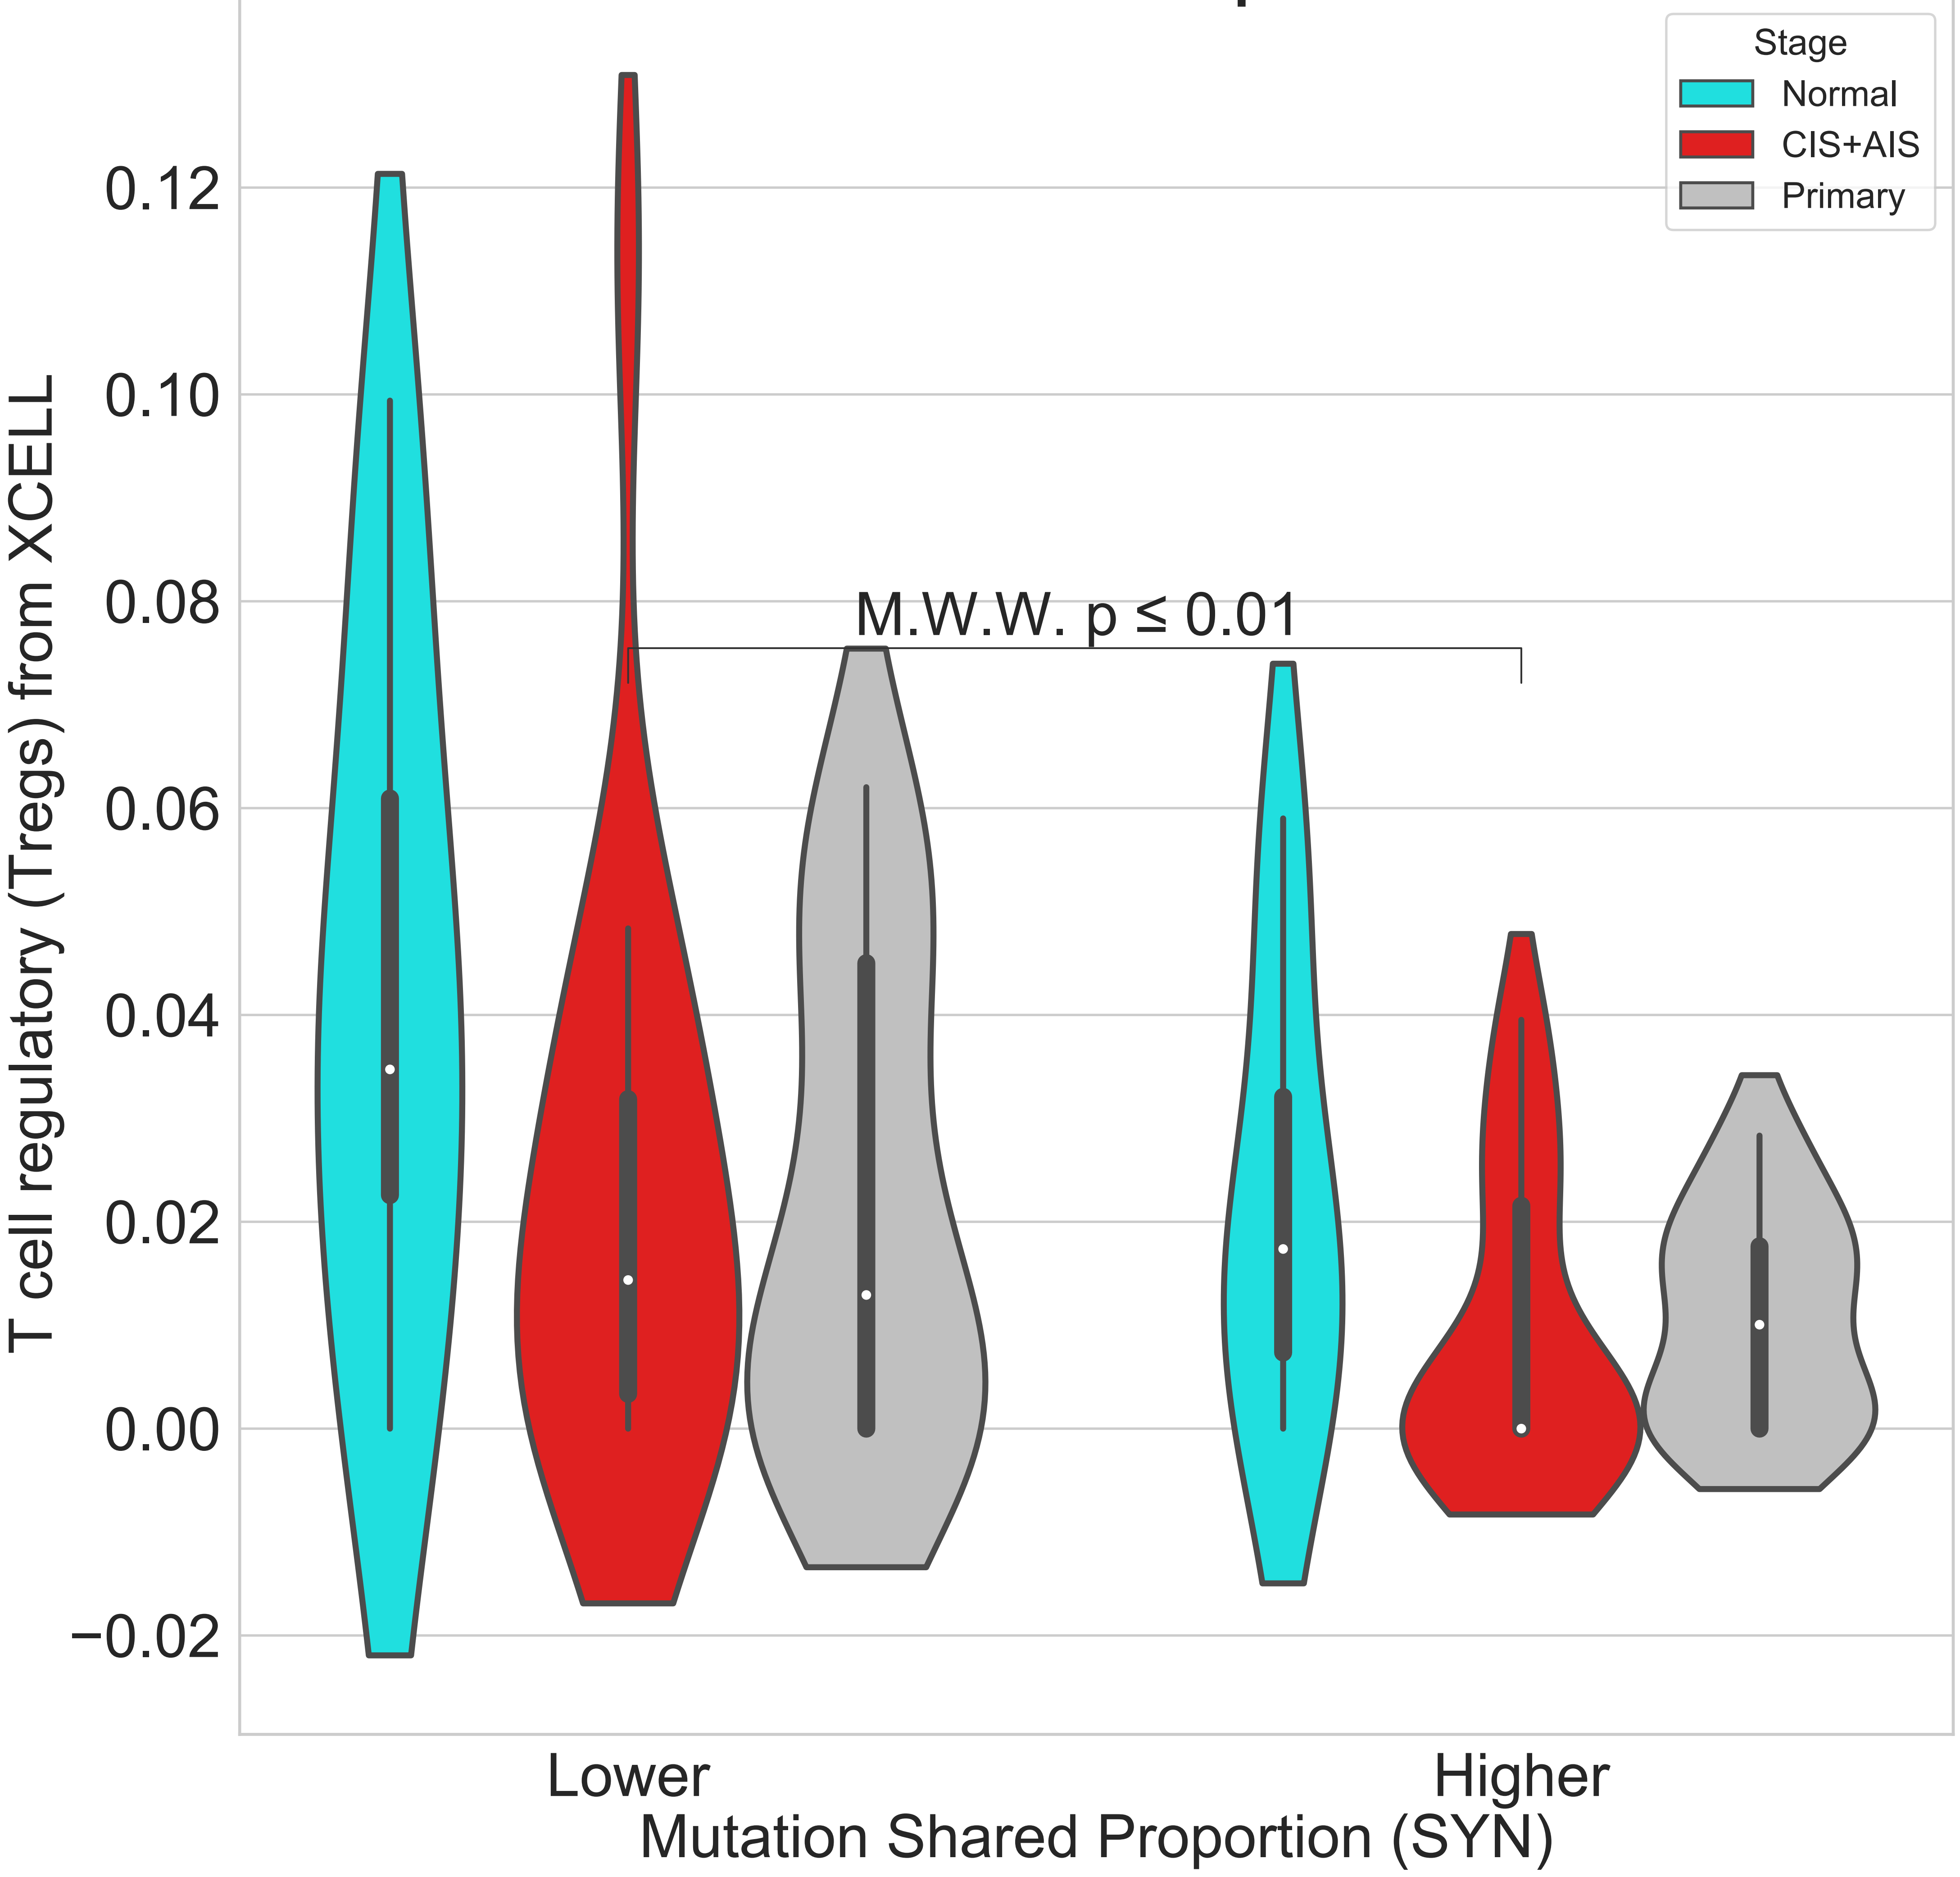 Stage
Normal
CIS+AIS
Primary
T cell regulatory (Tregs) from XCELL
0.12
0.10
0.08
0.06
0.04
0.02
0.00
−0.02
M.W.W. p ≤ 0.01
Lower
Higher
Mutation Shared Proportion (SYN)